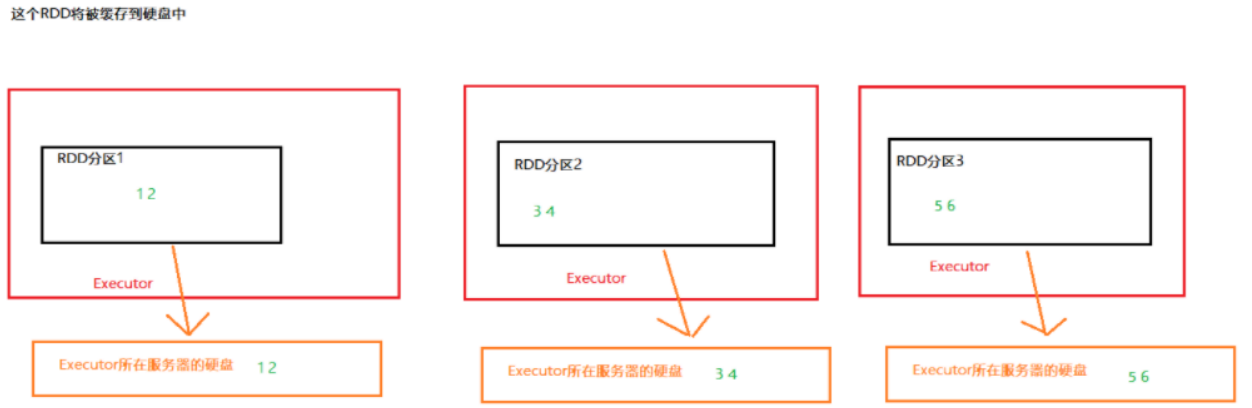 这个RDD将被缓存到硬盘中
RDD分区1
1 2
Executor
Executor所在服务器的硬盘 1 2
RDD分区2
3 4
Executor
Executor所在服务器的硬盘 3 4
RDD分区3
5 6
Executor
Executor所在服务器的硬盘 5 6